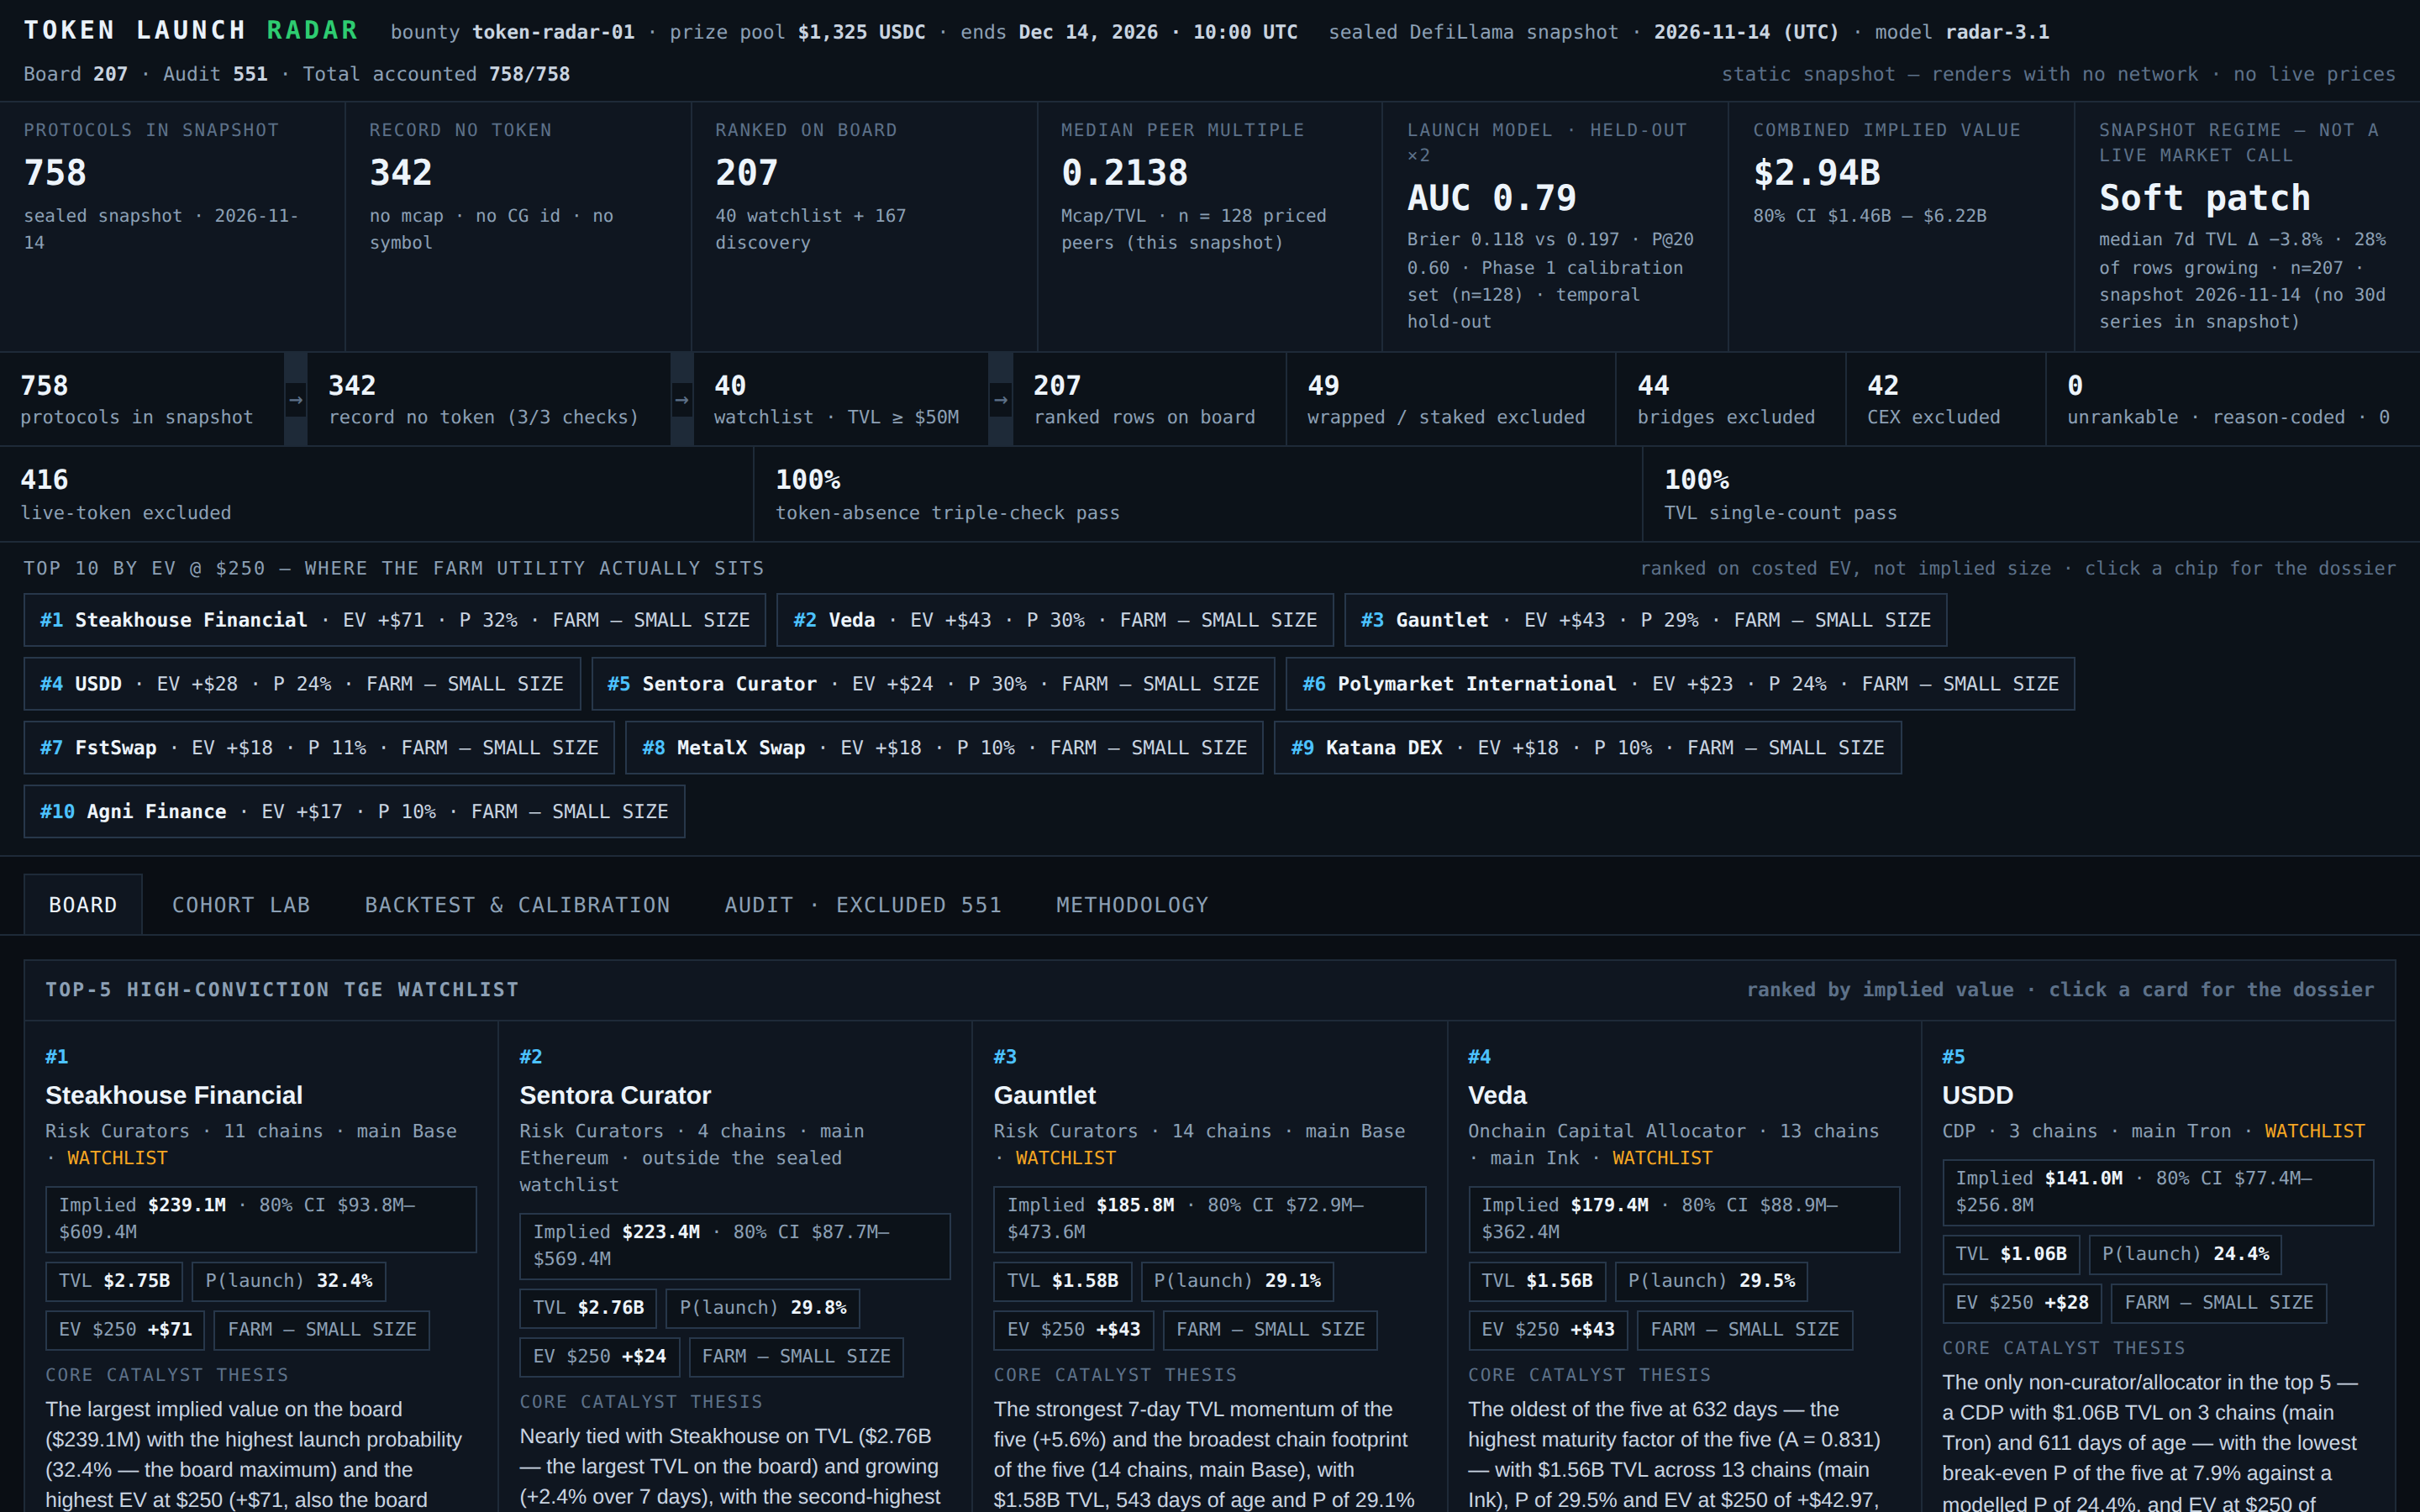 TOKEN LAUNCH RADAR bounty token-radar-01 · prize pool $1,325 USDC · ends Dec 14, 2026 · 10:00 UTC sealed DefiLlama snapshot · 2026-11-14 (UTC) · model radar-3.1
Board 207 · Audit 551 · Total accounted 758/758 static snapshot — renders with no network · no live prices
PROTOCOLS IN SNAPSHOT
758
sealed snapshot · 2026-11-
14
RECORD NO TOKEN
342
no mcap · no CG id · no
symbol
RANKED ON BOARD
207
40 watchlist + 167
discovery
MEDIAN PEER MULTIPLE
0.2138
Mcap/TVL · n = 128 priced
peers (this snapshot)
LAUNCH MODEL · HELD-OUT
×2
AUC 0.79
Brier 0.118 vs 0.197 · P@20
0.60 · Phase 1 calibration
set (n=128) · temporal
hold-out
COMBINED IMPLIED VALUE
$2.94B
80% CI $1.46B — $6.22B
SNAPSHOT REGIME — NOT A
LIVE MARKET CALL
Soft patch
median 7d TVL Δ −3.8% · 28%
of rows growing · n=207 ·
snapshot 2026-11-14 (no 30d
series in snapshot)
758
protocols in snapshot
→
342
record no token (3/3 checks)
→
40
watchlist · TVL ≥ $50M
→
207
ranked rows on board
49
wrapped / staked excluded
44
bridges excluded
42
CEX excluded
0
unrankable · reason-coded · 0
416
live-token excluded
100%
token-absence triple-check pass
100%
TVL single-count pass
TOP 10 BY EV @ $250 — WHERE THE FARM UTILITY ACTUALLY SITS ranked on costed EV, not implied size · click a chip for the dossier
#1 Steakhouse Financial · EV +$71 · P 32% · FARM — SMALL SIZE
#2 Veda · EV +$43 · P 30% · FARM — SMALL SIZE
#3 Gauntlet · EV +$43 · P 29% · FARM — SMALL SIZE
#4 USDD · EV +$28 · P 24% · FARM — SMALL SIZE
#5 Sentora Curator · EV +$24 · P 30% · FARM — SMALL SIZE
#6 Polymarket International · EV +$23 · P 24% · FARM — SMALL SIZE
#7 FstSwap · EV +$18 · P 11% · FARM — SMALL SIZE
#8 MetalX Swap · EV +$18 · P 10% · FARM — SMALL SIZE
#9 Katana DEX · EV +$18 · P 10% · FARM — SMALL SIZE
#10 Agni Finance · EV +$17 · P 10% · FARM — SMALL SIZE
BOARD COHORT LAB BACKTEST & CALIBRATION AUDIT · EXCLUDED 551 METHODOLOGY
TOP-5 HIGH-CONVICTION TGE WATCHLIST ranked by implied value · click a card for the dossier
#1
Steakhouse Financial
Risk Curators · 11 chains · main Base
· WATCHLIST
Implied $239.1M · 80% CI $93.8M—
$609.4M
TVL $2.75B P(launch) 32.4%
EV $250 +$71 FARM — SMALL SIZE
CORE CATALYST THESIS
The largest implied value on the board
($239.1M) with the highest launch probability
(32.4% — the board maximum) and the
highest EV at $250 (+$71, also the board
#2
Sentora Curator
Risk Curators · 4 chains · main
Ethereum · outside the sealed
watchlist
Implied $223.4M · 80% CI $87.7M—
$569.4M
TVL $2.76B P(launch) 29.8%
EV $250 +$24 FARM — SMALL SIZE
CORE CATALYST THESIS
Nearly tied with Steakhouse on TVL ($2.76B
— the largest TVL on the board) and growing
(+2.4% over 7 days), with the second-highest
#3
Gauntlet
Risk Curators · 14 chains · main Base
· WATCHLIST
Implied $185.8M · 80% CI $72.9M—
$473.6M
TVL $1.58B P(launch) 29.1%
EV $250 +$43 FARM — SMALL SIZE
CORE CATALYST THESIS
The strongest 7-day TVL momentum of the
five (+5.6%) and the broadest chain footprint
of the five (14 chains, main Base), with
$1.58B TVL, 543 days of age and P of 29.1%
#4
Veda
Onchain Capital Allocator · 13 chains
· main Ink · WATCHLIST
Implied $179.4M · 80% CI $88.9M—
$362.4M
TVL $1.56B P(launch) 29.5%
EV $250 +$43 FARM — SMALL SIZE
CORE CATALYST THESIS
The oldest of the five at 632 days — the
highest maturity factor of the five (A = 0.831)
— with $1.56B TVL across 13 chains (main
Ink), P of 29.5% and EV at $250 of +$42.97,
#5
USDD
CDP · 3 chains · main Tron · WATCHLIST
Implied $141.0M · 80% CI $77.4M—
$256.8M
TVL $1.06B P(launch) 24.4%
EV $250 +$28 FARM — SMALL SIZE
CORE CATALYST THESIS
The only non-curator/allocator in the top 5 —
a CDP with $1.06B TVL on 3 chains (main
Tron) and 611 days of age — with the lowest
break-even P of the five at 7.9% against a
modelled P of 24.4%, and EV at $250 of